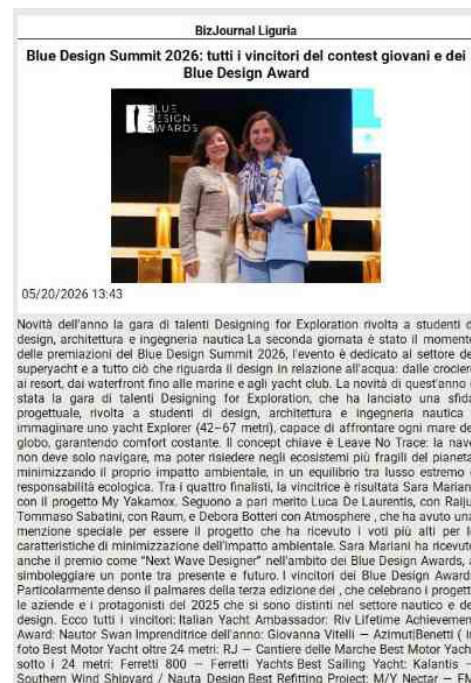 BizJournal Liguria
Blue Design Summit 2026: tutti i vincitori del contest giovani e dei
Blue Design Award
BLUE
DESIGN
AWARDS
05/20/2026 13:43
Novità dell'anno la gara di talenti Designing for Exploration rivolta a studenti
design, architettura e ingegneria nautica La seconda giornata è stato il momento
delle premiazioni del Blue Design Summit 2026, l'evento è dedicato al settore dei
superyacht e a tutto ciò che riguarda il design in relazione all'acqua: dalle crociere
ai resort, dai waterfront fino alle marine e agli yacht club. La novità di quest'anno
stata la gara di talenti Designing for Exploration, che ha lanciato una sfida
progettuale, rivolta a studenti di design, architettura e ingegneria nautica
immaginare uno yacht Explorer (42–67 metri), capace di affrontare ogni mare del
globo, garantendo comfort costante. Il concept chiave è Leave No Trace: la nave
non deve solo navigare, ma poter risiedere negli ecosistemi più fragili del pianeta
minimizzando il proprio impatto ambientale, in un equilibrio tra lusso estremo
responsabilità ecologica. Tra i quattro finalisti, la vincitrice è risultata Sara Mariani
con il progetto My Yakamox. Seguono a pari merito Luca De Laurentis, con Raiju,
Tommaso Sabatini, con Raum, e Debora Botteri con Atmosphere , che ha avuto una
menzione speciale per essere il progetto che ha ricevuto i voti più alti per le
caratteristiche di minimizzazione dell'impatto ambientale. Sara Mariani ha ricevuto
anche il premio come "Next Wave Designer" nell'ambito dei Blue Design Awards, a
simboleggiare un ponte tra presente e futuro. I vincitori dei Blue Design Award
Particolarmente denso il palmares della terza edizione dei , che celebrano i progetti
le aziende e i protagonisti del 2025 che si sono distinti nel settore nautico e del
design. Ecco tutti i vincitori: Italian Yacht Ambassador: Riv Lifetime Achievement
Award: Nautor Swan Imprenditrice dell'anno: Giovanna Vitelli — Azimut|Benetti ( In
foto Best Motor Yacht oltre 24 metri: RJ — Cantiere delle Marche Best Motor Yacht
sotto i 24 metri: Ferretti 800 — Ferretti Yachts Best Sailing Yacht: Kalantis —
Southern Wind Shipyard / Nauta Design Best Refitting Project: M/Y Nectar — FM